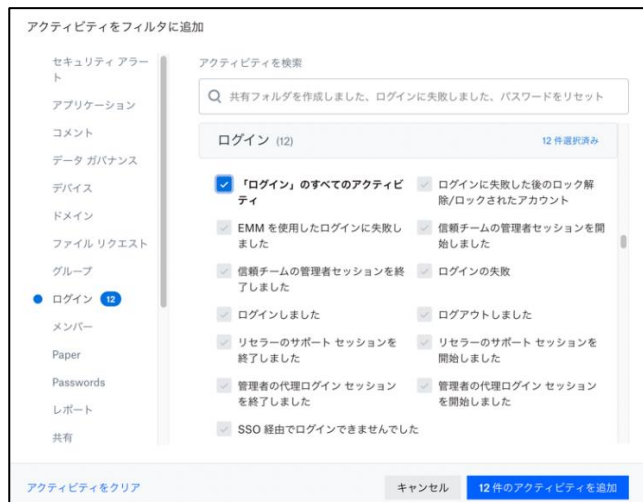 アクティビティをフィルタに追加
セキュリティ アラー
ト
アプリケーション
コメント
データ ガバナンス
デバイス
ドメイン
ファイル リクエスト
グループ
ログイン 12
メンバー
Paper
Passwords
レポート
共有
アクティビティを検索
共有フォルダを作成しました、ログインに失敗しました、パスワードをリセット
ログイン (12) 12 件選択済み
「ログイン」のすべてのアクティビ
ティ
ログインに失敗した後のロック解
除/ロックされたアカウント
EMM を使用したログインに失敗し
ました
信頼チームの管理者セッションを開
始しました
信頼チームの管理者セッションを終
了しました
ログインの失敗
ログインしました
ログアウトしました
リセラーのサポート セッションを
終了しました
リセラーのサポート セッションを
開始しました
管理者の代理ログイン セッション
を終了しました
管理者の代理ログイン セッション
を開始しました
SSO 経由でログインできませんでした
アクティビティをクリア
キャンセル
12 件のアクティビティを追加